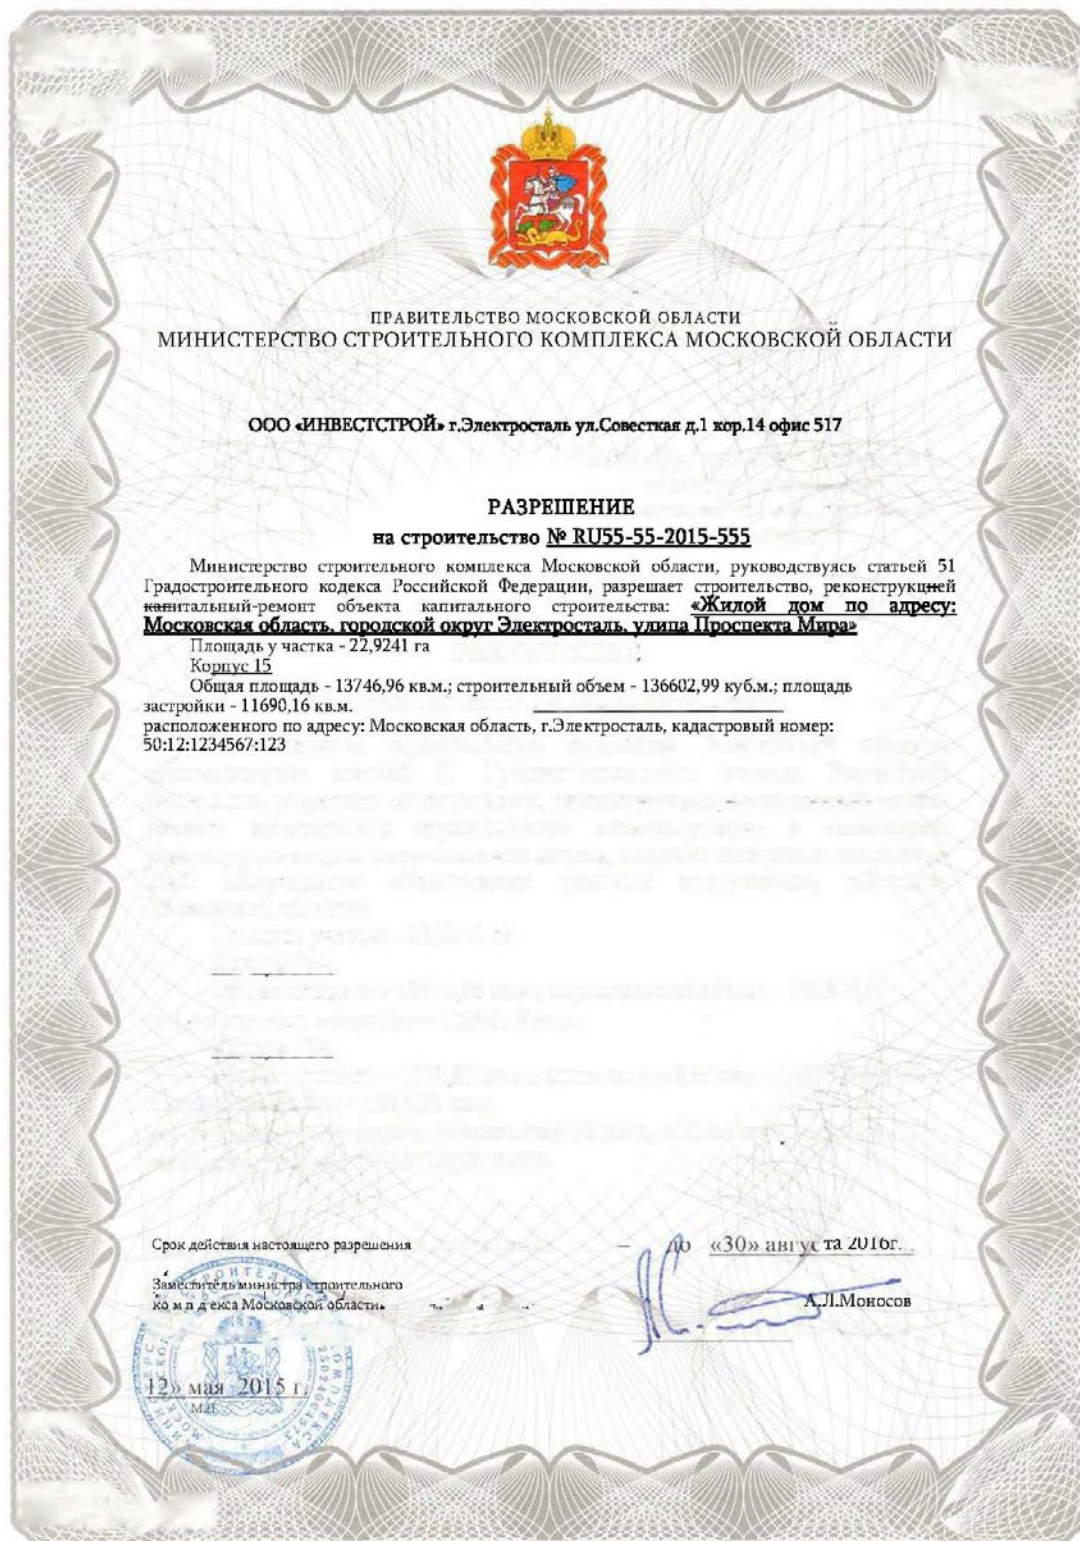 ПРАВИТЕЛЬСТВО МОСКОВСКОЙ ОБЛАСТИ
МИНИСТЕРСТВО СТРОИТЕЛЬНОГО КОМПЛЕКСА МОСКОВСКОЙ ОБЛАСТИ
ООО «ИНВЕСТСТРОЙ» г.Электросталь ул.Совесткая д.1 кор.14 офис 517
РАЗРЕШЕНИЕ
на строительство № RU55-55-2015-555
Министерство строительного комплекса Московской области, руководствуясь статьей 51
Градостроительного кодекса Российской Федерации, разрешает строительство, реконструкцией
капитальный-ремонт объекта капитального строительства: «Жилой дом по адресу:
Московская область, городской округ Электросталь, улица Проспекта Мира»
Площадь у частка - 22,9241 га
Корпус 15
Общая площадь - 13746,96 кв.м.; строительный объем - 136602,99 куб.м.; площадь
застройки - 11690,16 кв.м.
расположенного по адресу: Московская область, г.Электросталь, кадастровый номер:
50:12:1234567:123
Срок действия настоящего разрешения – до «30» августа 2016г.
Заместитель министра строительного
ко м п д екса Московской области
А.Л.Моносов
12» мая 2015 г.
М.П.